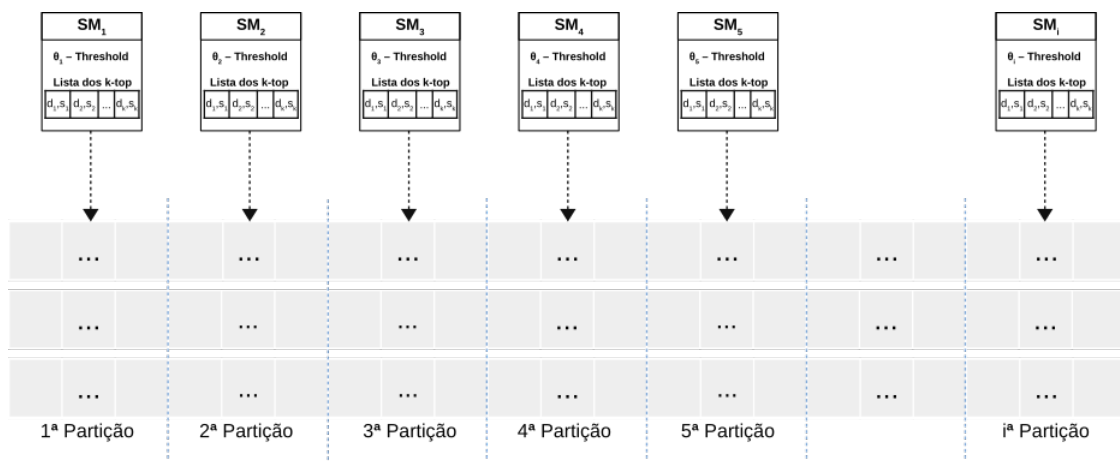 SM₁ SM₂ SM₃ SM₄ SM₅ SMᵢ
θ₁ – Threshold θ₂ – Threshold θ₃ – Threshold θ₄ – Threshold θ₅ – Threshold θᵢ – Threshold
Lista dos k-top Lista dos k-top Lista dos k-top Lista dos k-top Lista dos k-top Lista dos k-top
d₁,s₁ d₂,s₂ ... dₖ,sₖ d₁,s₁ d₂,s₂ ... dₖ,sₖ d₁,s₁ d₂,s₂ ... dₖ,sₖ d₁,s₁ d₂,s₂ ... dₖ,sₖ d₁,s₁ d₂,s₂ ... dₖ,sₖ d₁,s₁ d₂,s₂ ... dₖ,sₖ
... ... ... ... ... ... ...
... ... ... ... ... ... ...
... ... ... ... ... ... ...
1ª Partição 2ª Partição 3ª Partição 4ª Partição 5ª Partição iª Partição